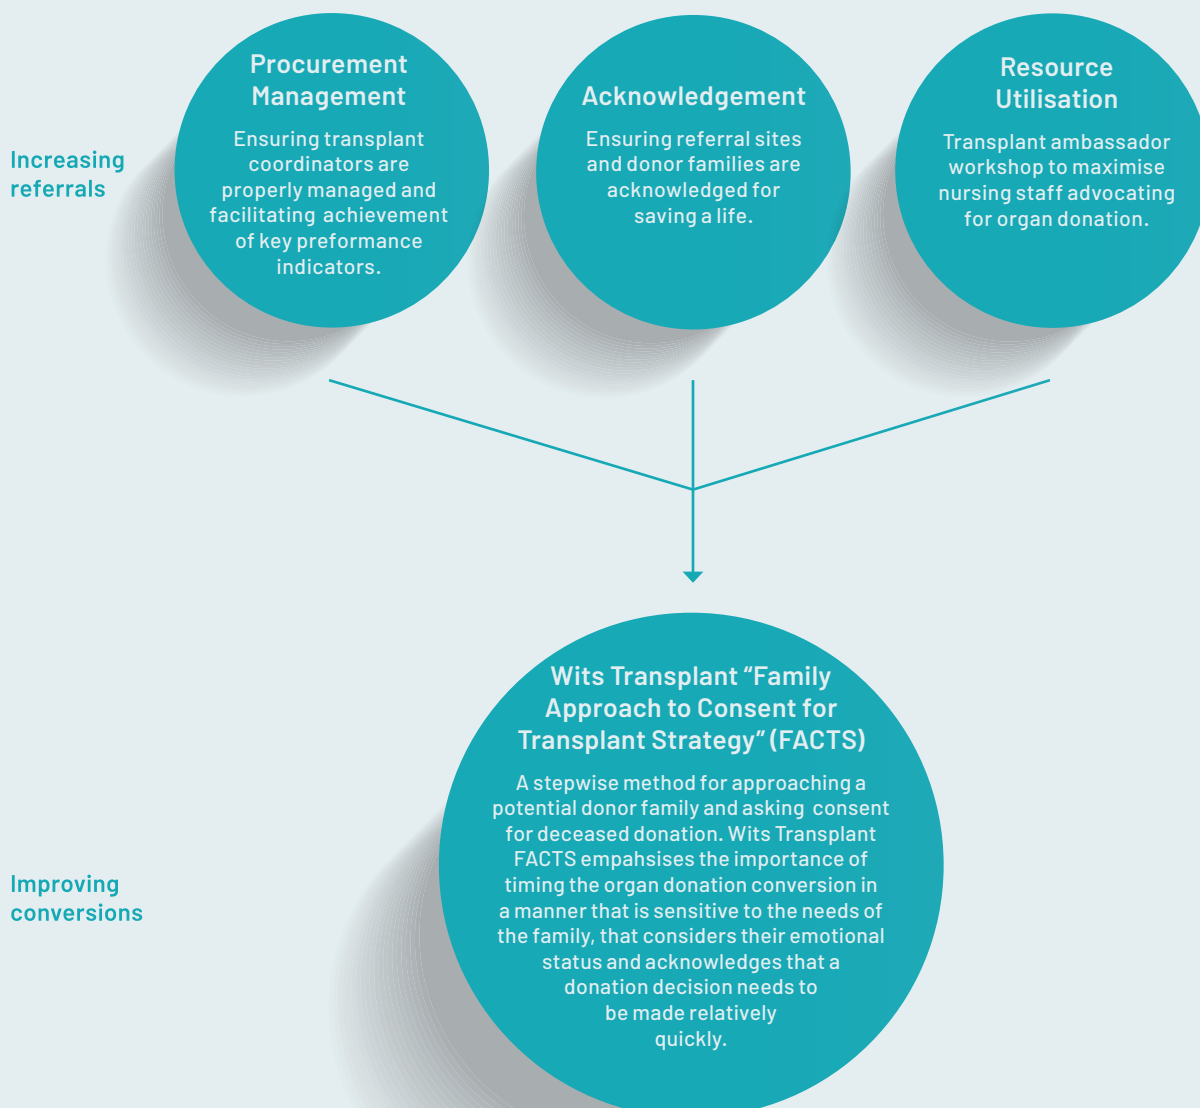 Increasing
referrals
Procurement
Management
Ensuring transplant
coordinators are
properly managed and
facilitating achievement
of key preformance
indicators.
Acknowledgement
Ensuring referral sites
and donor families are
acknowledged for
saving a life.
Resource
Utilisation
Transplant ambassador
workshop to maximise
nursing staff advocating
for organ donation.
Improving
conversions
Wits Transplant “Family
Approach to Consent for
Transplant Strategy” (FACTS)
A stepwise method for approaching a
potential donor family and asking consent
for deceased donation. Wits Transplant
FACTS empahsises the importance of
timing the organ donation conversion in
a manner that is sensitive to the needs of
the family, that considers their emotional
status and acknowledges that a
donation decision needs to
be made relatively
quickly.